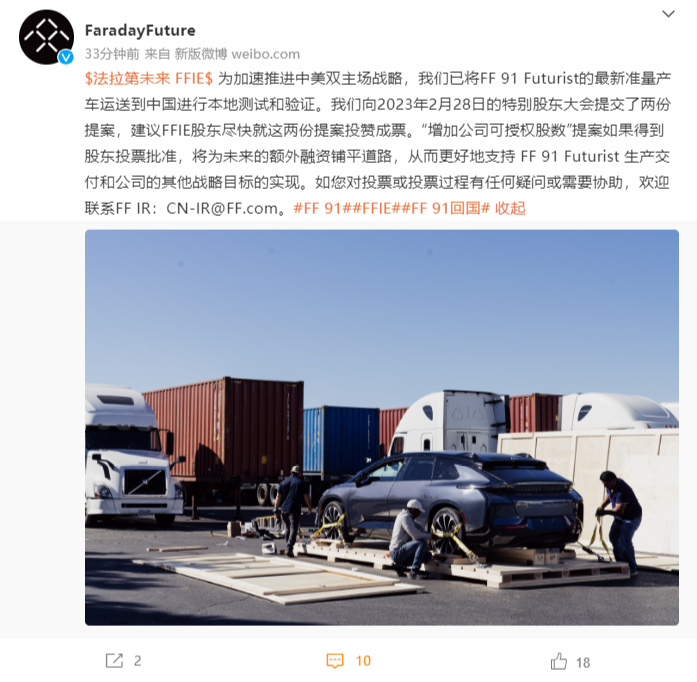 FaradayFuture
33分钟前 来自 新版微博 weibo.com
$法拉第未来 FFIE$ 为加速推进中美双主场战略，我们已将FF 91 Futurist的最新准量产
车运送到中国进行本地测试和验证。我们向2023年2月28日的特别股东大会提交了两份
提案，建议FFIE股东尽快就这两份提案投赞成票。“增加公司可授权股数”提案如果得到
股东投票批准，将为未来的额外融资铺平道路，从而更好地支持 FF 91 Futurist 生产交
付和公司的其他战略目标的实现。如您对投票或投票过程有任何疑问或需要协助，欢迎
联系FF IR：CN-IR@FF.com。#FF 91##FFIE##FF 91回国# 收起
2
10
18